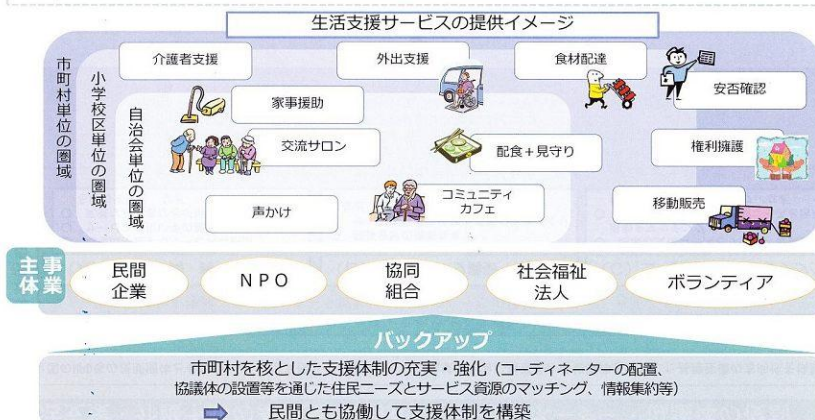 生活支援サービスの提供イメージ
市町村単位の圏域
小学校区単位の圏域
自治会単位の圏域
介護者支援
外出支援
食材配達
安否確認
家事援助
交流サロン
配食+見守り
権利擁護
声かけ
コミュニティ
カフェ
移動販売
事業
主体
民間
企業
NPO
協同
組合
社会福祉
法人
ボランティア
バックアップ
市町村を核とした支援体制の充実・強化(コーディネーターの配置、
協議体の設置等を通じた住民ニーズとサービス資源のマッチング、情報集約等)
➡ 民間とも協働して支援体制を構築